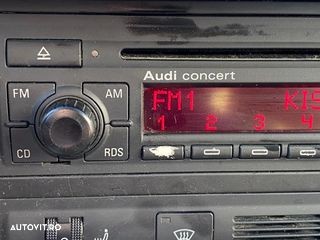 Audi concert
FM AM
FM1 KIS
1 2 3 4
CD RDS
AUTOVIT.RO